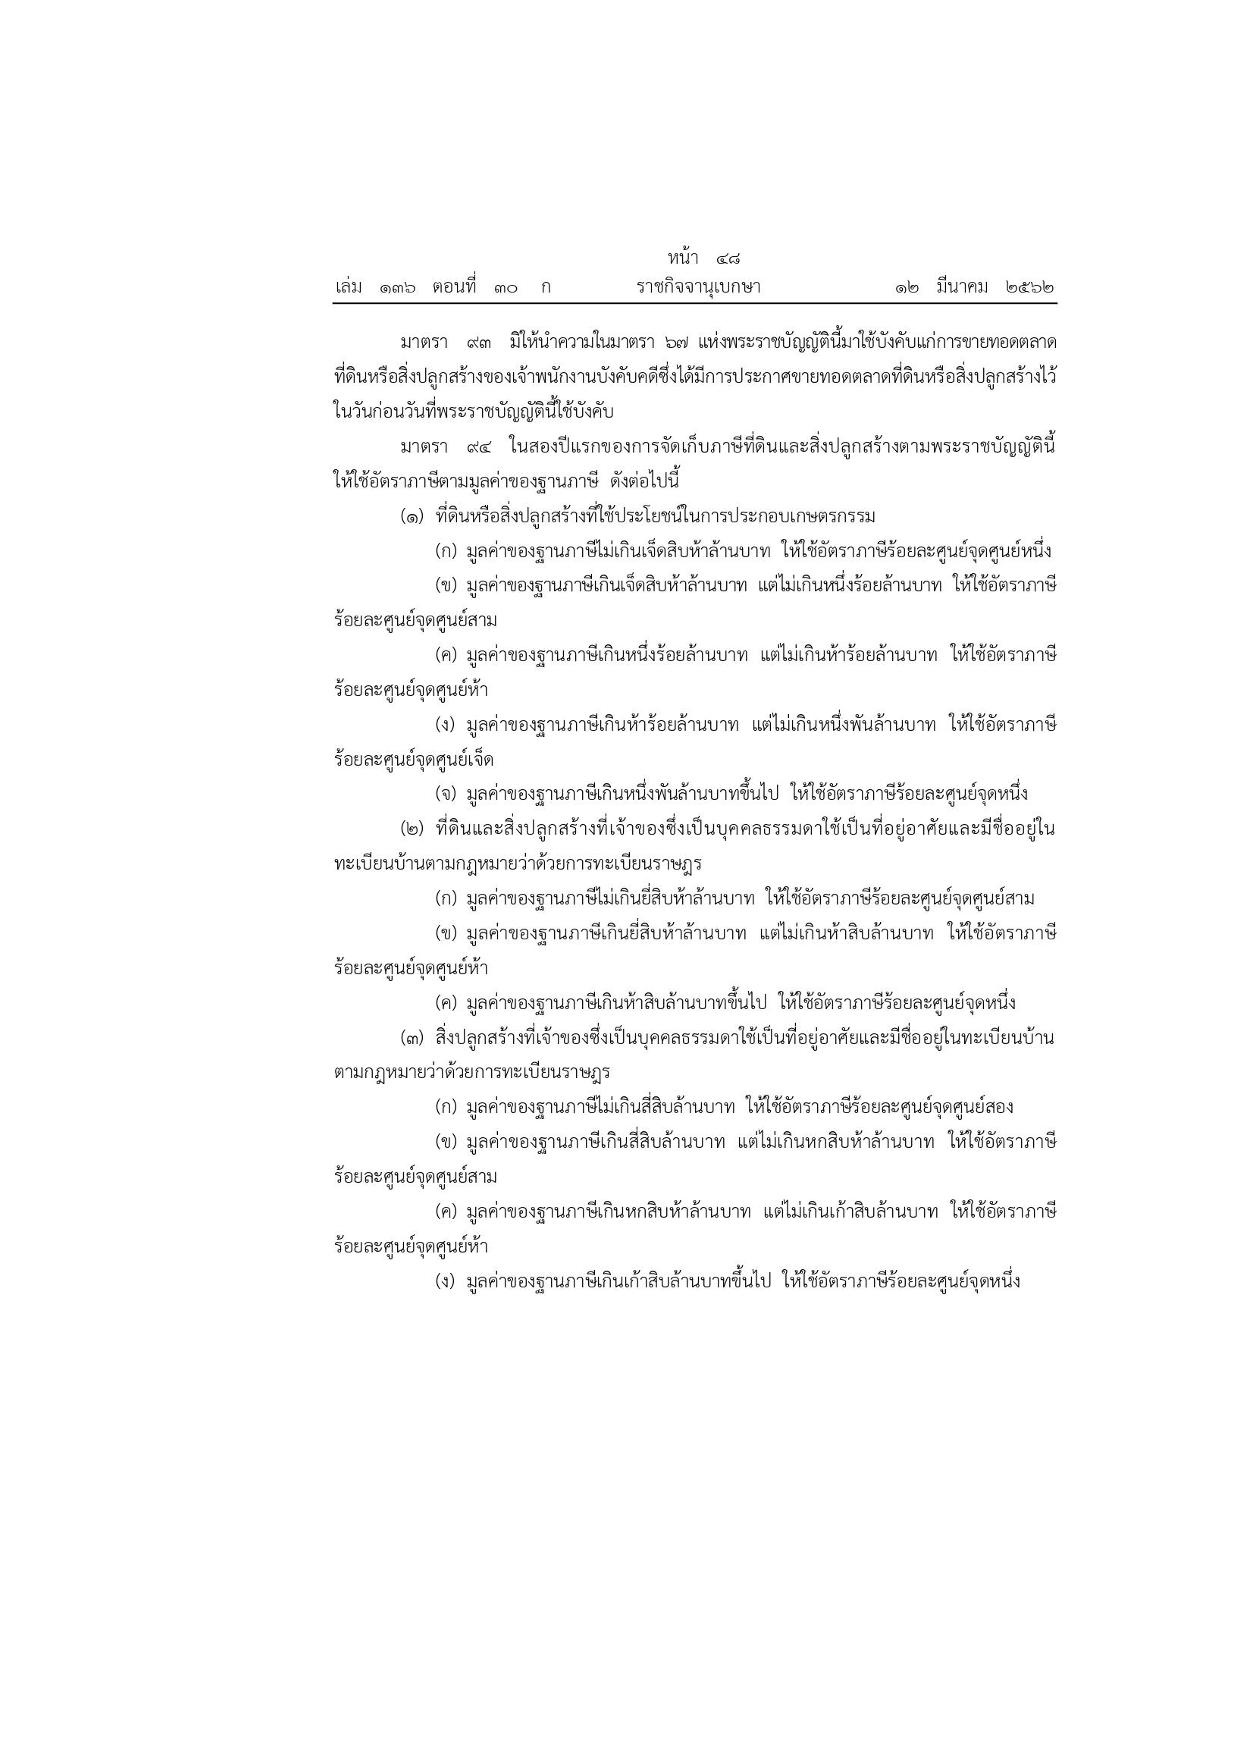 หน้า ๔๘
เล่ม ๑๓๖ ตอนที่ ๓๐ ก ราชกิจจานุเบกษา ๑๒ มีนาคม ๒๕๖๒
มาตรา ๙๓ มิให้นำความในมาตรา ๖๗ แห่งพระราชบัญญัตินี้มาใช้บังคับแก่การขายทอดตลาด
ที่ดินหรือสิ่งปลูกสร้างของเจ้าพนักงานบังคับคดีซึ่งได้มีการประกาศขายทอดตลาดที่ดินหรือสิ่งปลูกสร้างไว้
ในวันก่อนวันที่พระราชบัญญัตินี้ใช้บังคับ
มาตรา ๙๔ ในสองปีแรกของการจัดเก็บภาษีที่ดินและสิ่งปลูกสร้างตามพระราชบัญญัตินี้
ให้ใช้อัตราภาษีตามมูลค่าของฐานภาษี ดังต่อไปนี้
(๑) ที่ดินหรือสิ่งปลูกสร้างที่ใช้ประโยชน์ในการประกอบเกษตรกรรม
(ก) มูลค่าของฐานภาษีไม่เกินเจ็ดสิบห้าล้านบาท ให้ใช้อัตราภาษีร้อยละศูนย์จุดศูนย์หนึ่ง
(ข) มูลค่าของฐานภาษีเกินเจ็ดสิบห้าล้านบาท แต่ไม่เกินหนึ่งร้อยล้านบาท ให้ใช้อัตราภาษี
ร้อยละศูนย์จุดศูนย์สาม
(ค) มูลค่าของฐานภาษีเกินหนึ่งร้อยล้านบาท แต่ไม่เกินห้าร้อยล้านบาท ให้ใช้อัตราภาษี
ร้อยละศูนย์จุดศูนย์ห้า
(ง) มูลค่าของฐานภาษีเกินห้าร้อยล้านบาท แต่ไม่เกินหนึ่งพันล้านบาท ให้ใช้อัตราภาษี
ร้อยละศูนย์จุดศูนย์เจ็ด
(จ) มูลค่าของฐานภาษีเกินหนึ่งพันล้านบาทขึ้นไป ให้ใช้อัตราภาษีร้อยละศูนย์จุดหนึ่ง
(๒) ที่ดินและสิ่งปลูกสร้างที่เจ้าของซึ่งเป็นบุคคลธรรมดาใช้เป็นที่อยู่อาศัยและมีชื่ออยู่ใน
ทะเบียนบ้านตามกฎหมายว่าด้วยการทะเบียนราษฎร
(ก) มูลค่าของฐานภาษีไม่เกินยี่สิบห้าล้านบาท ให้ใช้อัตราภาษีร้อยละศูนย์จุดศูนย์สาม
(ข) มูลค่าของฐานภาษีเกินยี่สิบห้าล้านบาท แต่ไม่เกินห้าสิบล้านบาท ให้ใช้อัตราภาษี
ร้อยละศูนย์จุดศูนย์ห้า
(ค) มูลค่าของฐานภาษีเกินห้าสิบล้านบาทขึ้นไป ให้ใช้อัตราภาษีร้อยละศูนย์จุดหนึ่ง
(๓) สิ่งปลูกสร้างที่เจ้าของซึ่งเป็นบุคคลธรรมดาใช้เป็นที่อยู่อาศัยและมีชื่ออยู่ในทะเบียนบ้าน
ตามกฎหมายว่าด้วยการทะเบียนราษฎร
(ก) มูลค่าของฐานภาษีไม่เกินสี่สิบล้านบาท ให้ใช้อัตราภาษีร้อยละศูนย์จุดศูนย์สอง
(ข) มูลค่าของฐานภาษีเกินสี่สิบล้านบาท แต่ไม่เกินหกสิบห้าล้านบาท ให้ใช้อัตราภาษี
ร้อยละศูนย์จุดศูนย์สาม
(ค) มูลค่าของฐานภาษีเกินหกสิบห้าล้านบาท แต่ไม่เกินเก้าสิบล้านบาท ให้ใช้อัตราภาษี
ร้อยละศูนย์จุดศูนย์ห้า
(ง) มูลค่าของฐานภาษีเกินเก้าสิบล้านบาทขึ้นไป ให้ใช้อัตราภาษีร้อยละศูนย์จุดหนึ่ง